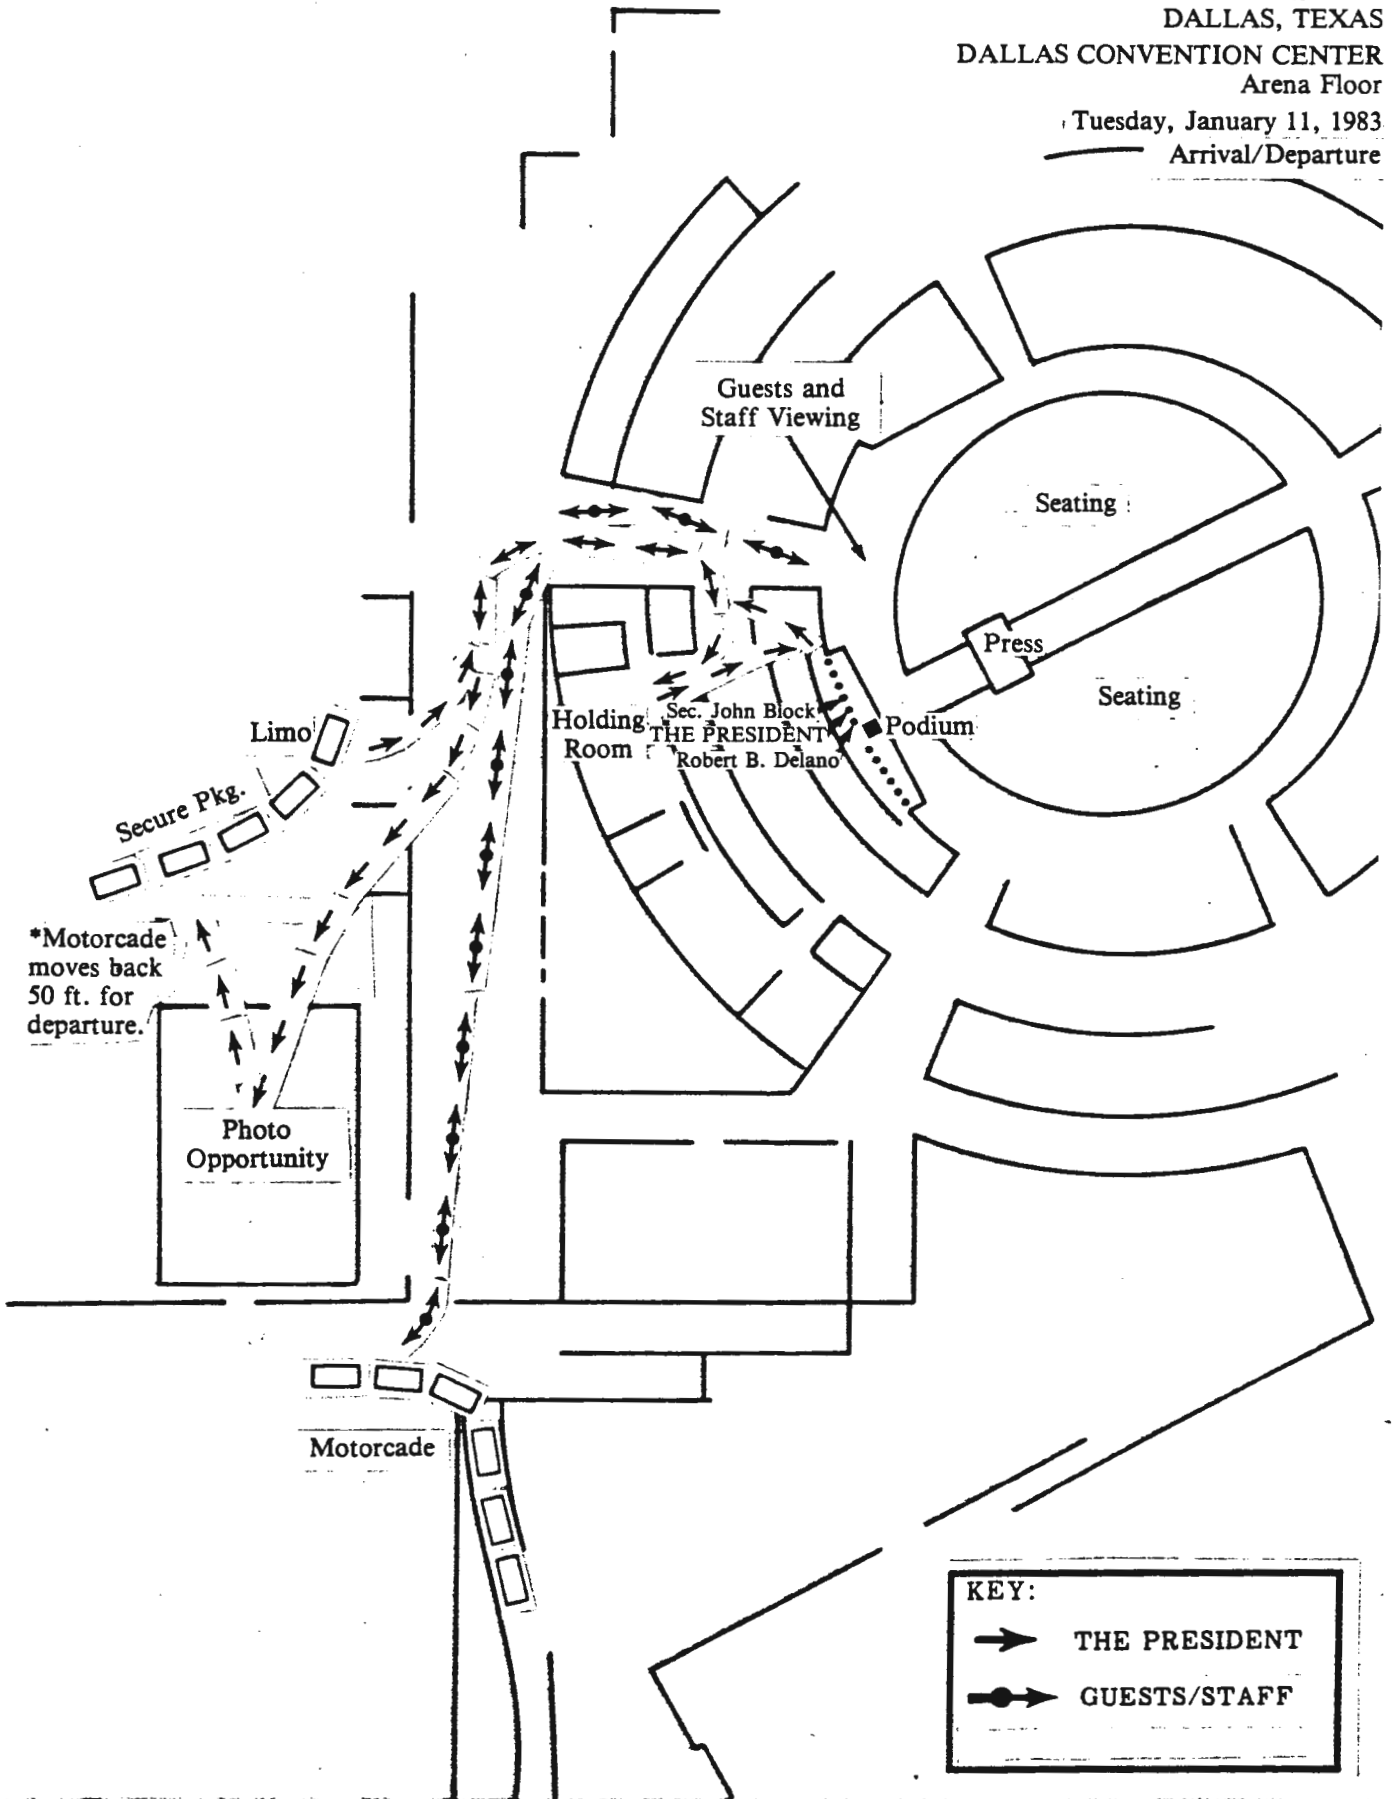 DALLAS, TEXAS
DALLAS CONVENTION CENTER
Arena Floor
Tuesday, January 11, 1983
Arrival/Departure
Guests and
Staff Viewing
Seating
Press
Seating
Limo
Holding
Room
Sec. John Block
THE PRESIDENT
Robert B. Delano
Podium
Secure Pkg.
*Motorcade
moves back
50 ft. for
departure.
Photo
Opportunity
Motorcade
KEY:
THE PRESIDENT
GUESTS/STAFF